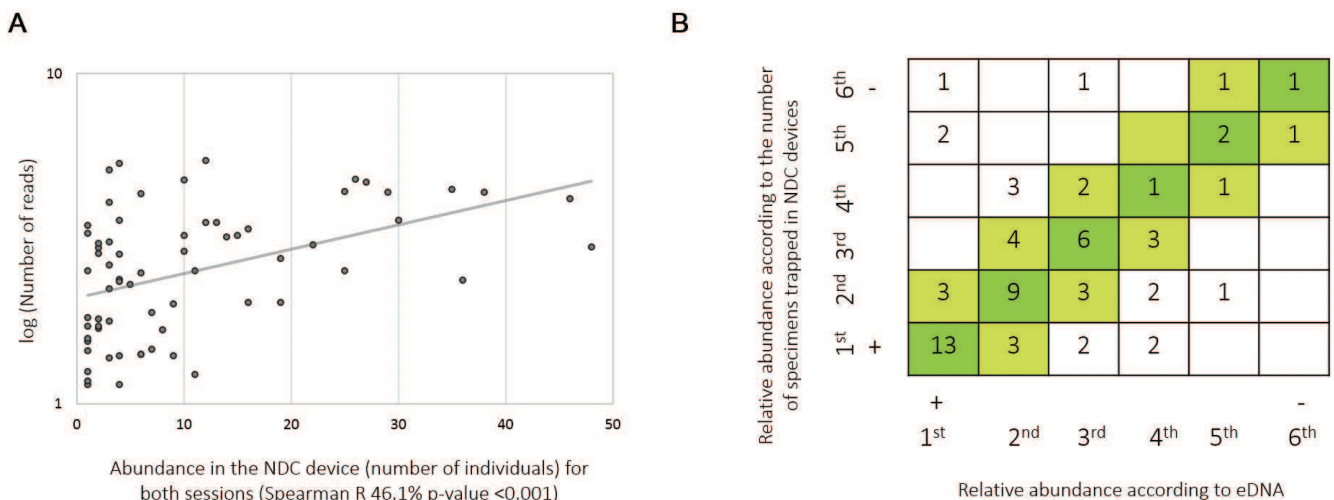 A
10
log (Number of reads)
1
0
10
20
30
40
50
Abundance in the NDC device (number of individuals) for
both sessions (Spearman R 46.1% p-value <0.001)
B
Relative abundance according to the number
of specimens trapped in NDC devices
6th -
5th
4th
3rd
2nd
1st +
1 1 1 1
2 2 1
3 2 1 1
4 6 3
3 9 3 2 1
13 3 2 2
+ -
1st 2nd 3rd 4th 5th 6th
Relative abundance according to eDNA